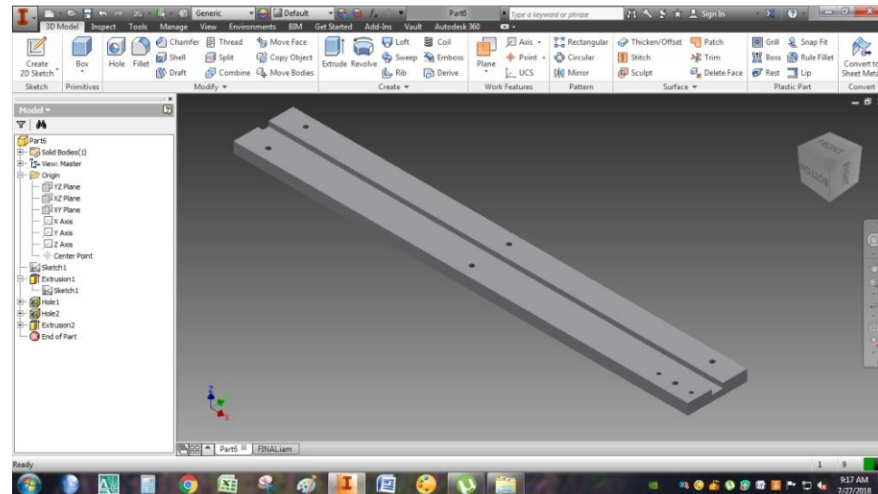 Generic Default Part6 Type a keyword or phrase Sign In
3D Model Inspect Tools Manage View Environments BIM Get Started Add-Ins Vault Autodesk 360
Create
2D Sketch
Box
Hole Fillet
Chamfer Thread Move Face
Shell Split Copy Object
Draft Combine Move Bodies
Extrude Revolve
Loft Coil
Sweep Emboss
Rib Derive
Plane
Axis
Point
UCS
Rectangular
Circular
Mirror
Thicken/Offset Patch
Stitch Trim
Sculpt Delete Face
Grill Snap Fit
Boss Rule Fillet
Rest Lip
Convert to
Sheet Meta
Sketch Primitives Modify Create Work Features Pattern Surface Plastic Part Convert
Model
Part6
Solid Bodies(1)
View: Master
Origin
YZ Plane
XZ Plane
XY Plane
X Axis
Y Axis
Z Axis
Center Point
Sketch1
Extrusion1
Sketch1
Hole1
Hole2
Extrusion2
End of Part
FRONT
BOTTOM
RIGHT
Z
X
Part6 FINALiam
Ready 1 9
9:17 AM
7/27/2018